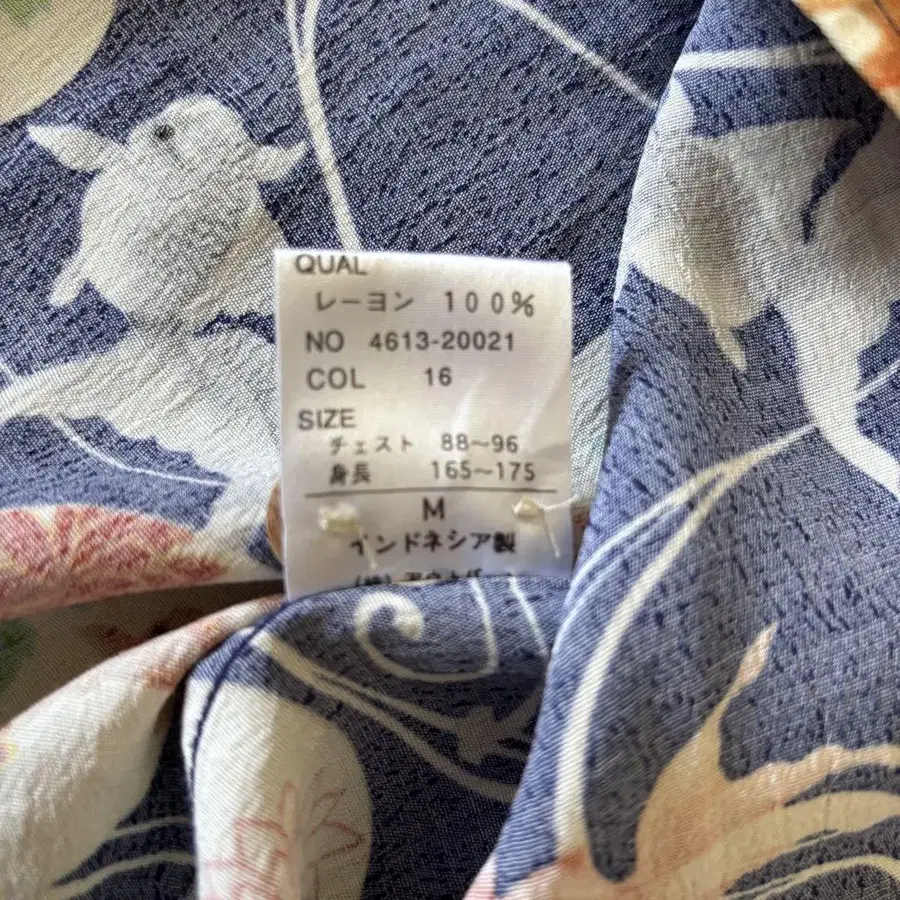 QUAL
レーヨン 100%
NO 4613-20021
COL 16
SIZE
チェスト 88〜96
身長 165〜175
M
インドネシア製